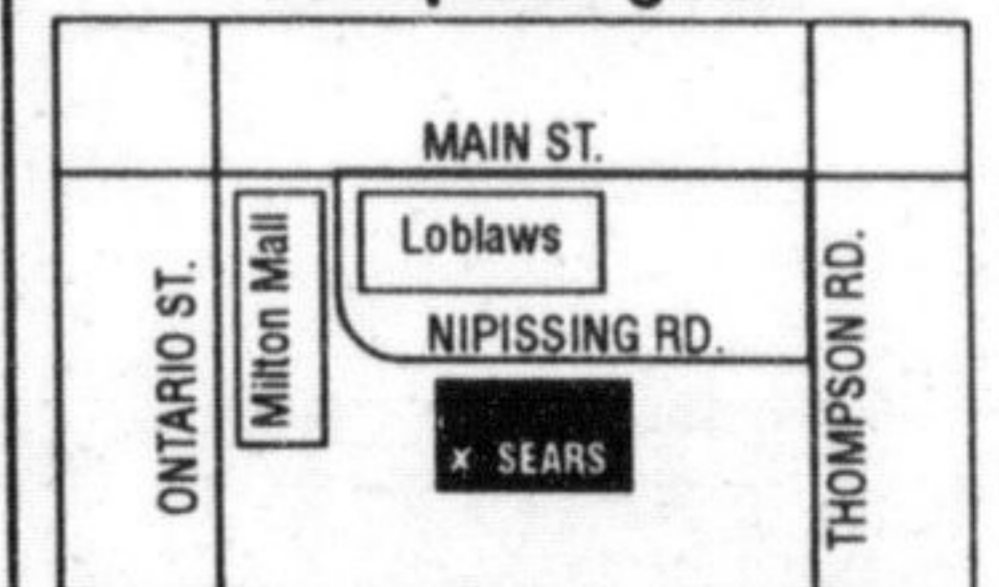 MAIN ST.
Loblaws
Milton Mall
ONTARIO ST.
NIPISSING RD.
THOMPSON RD.
x SEARS